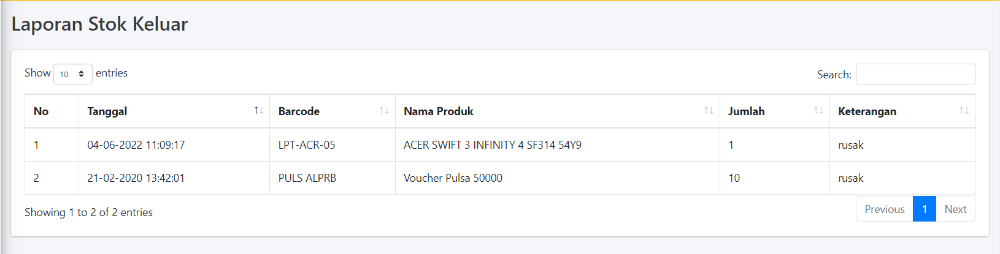 Laporan Stok Keluar
Show 10 entries
Search:
No Tanggal Barcode Nama Produk Jumlah Keterangan
1 04-06-2022 11:09:17 LPT-ACR-05 ACER SWIFT 3 INFINITY 4 SF314 54Y9 1 rusak
2 21-02-2020 13:42:01 PULS ALPRB Voucher Pulsa 50000 10 rusak
Showing 1 to 2 of 2 entries
Previous 1 Next